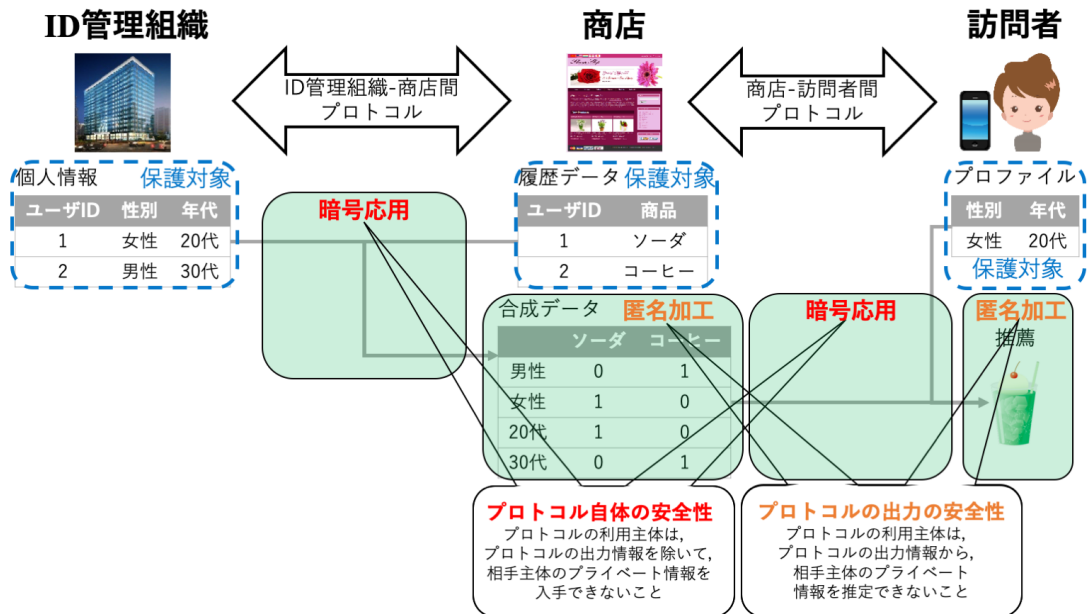 ID管理組織
商店
訪問者
ID管理組織-商店間
プロトコル
商店-訪問者間
プロトコル
個人情報 保護対象
ユーザID 性別 年代
1 女性 20代
2 男性 30代
暗号応用
履歴データ 保護対象
ユーザID 商品
1 ソーダ
2 コーヒー
プロファイル
性別 年代
女性 20代
保護対象
合成データ 匿名加工
ソーダ コーヒー
男性 0 1
女性 1 0
20代 1 0
30代 0 1
暗号応用
匿名加工
推薦
プロトコル自体の安全性
プロトコルの利用主体は,
プロトコルの出力情報を除いて,
相手主体のプライベート情報を
入手できないこと
プロトコルの出力の安全性
プロトコルの利用主体は,
プロトコルの出力情報から,
相手主体のプライベート
情報を推定できないこと